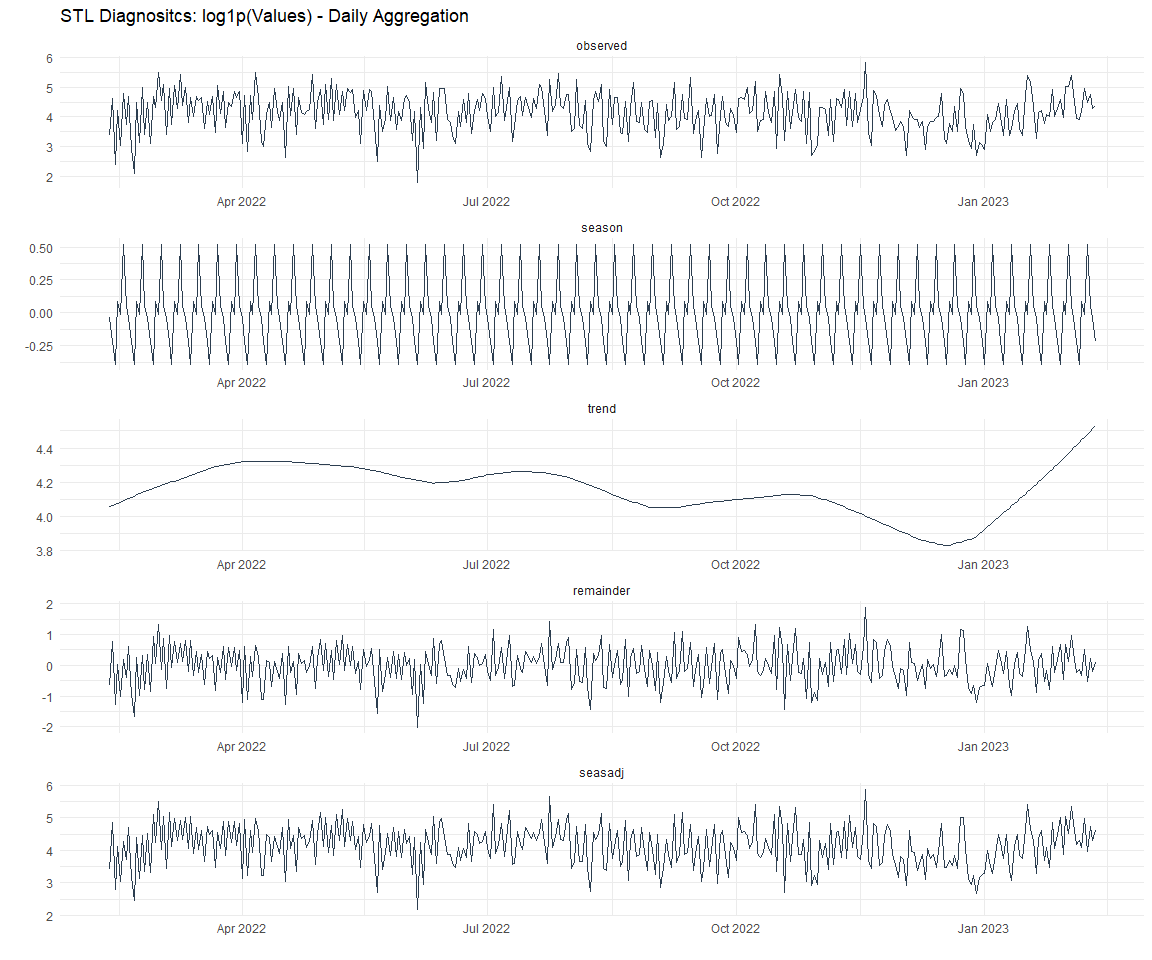 STL Diagnositcs: log1p(Values) - Daily Aggregation
observed
6
5
4
3
2
Apr 2022 Jul 2022 Oct 2022 Jan 2023
season
0.50
0.25
0.00
-0.25
Apr 2022 Jul 2022 Oct 2022 Jan 2023
trend
4.4
4.2
4.0
3.8
Apr 2022 Jul 2022 Oct 2022 Jan 2023
remainder
2
1
0
-1
-2
Apr 2022 Jul 2022 Oct 2022 Jan 2023
seasadj
6
5
4
3
2
Apr 2022 Jul 2022 Oct 2022 Jan 2023